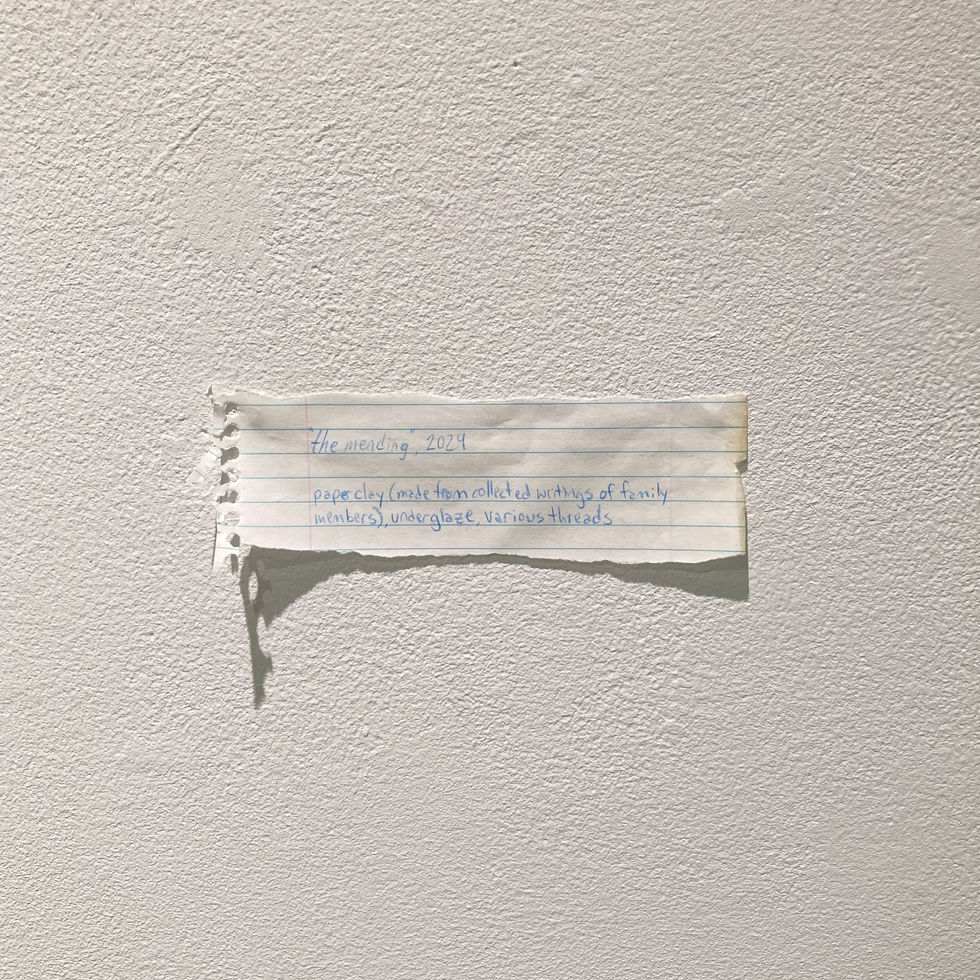 "the mending", 2024
paper clay (made from collected writings of family
members), underglaze, various threads